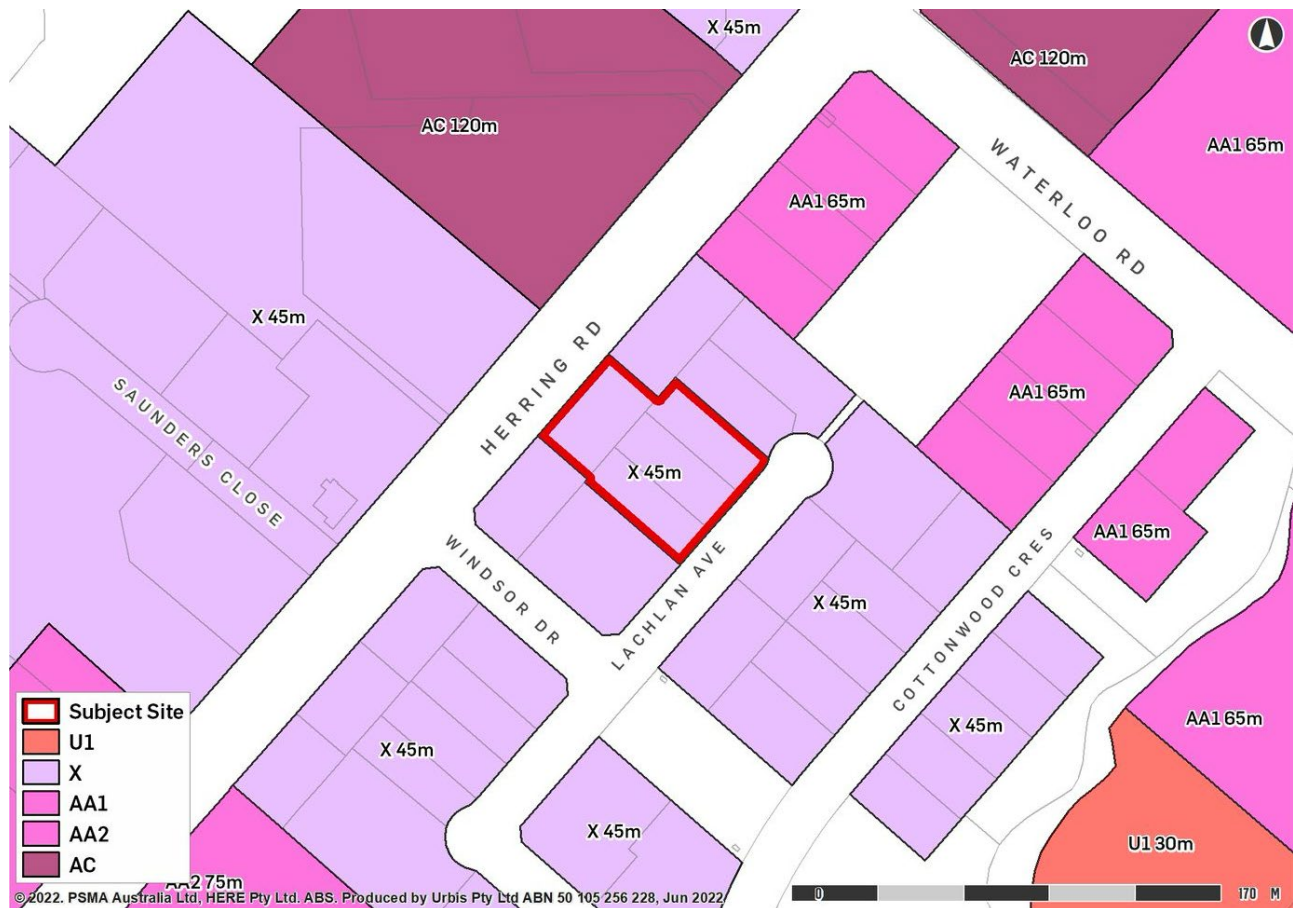 X 45m
AC 120m
AC 120m
AA1 65m
WATERLOO RD
AA1 65m
X 45m
HERRING RD
SAUNDERS CLOSE
AA1 65m
X 45m
AA1 65m
WINDSOR DR
LACHLAN AVE
COTTONWOOD CRES
X 45m
AA1 65m
X 45m
X 45m
X 45m
U1 30m
Subject Site
U1
X
AA1
AA2
AC
AA2 75m
© 2022. PSMA Australia Ltd, HERE Pty Ltd. ABS. Produced by Urbis Pty Ltd ABN 50 105 256 228, Jun 2022
0 170 M